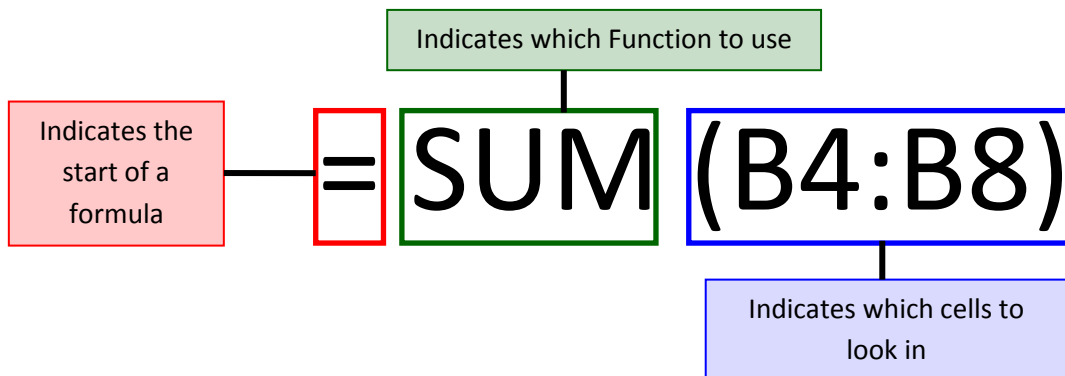 Indicates which Function to use
Indicates the
start of a
formula
= SUM (B4:B8)
Indicates which cells to
look in